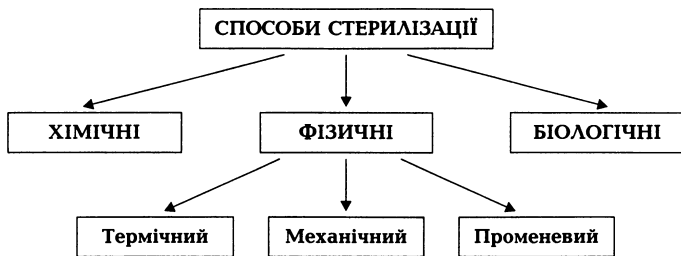 СПОСОБИ СТЕРИЛІЗАЦІЇ
ХІМІЧНІ
ФІЗИЧНІ
БІОЛОГІЧНІ
Термічний
Механічний
Променевий